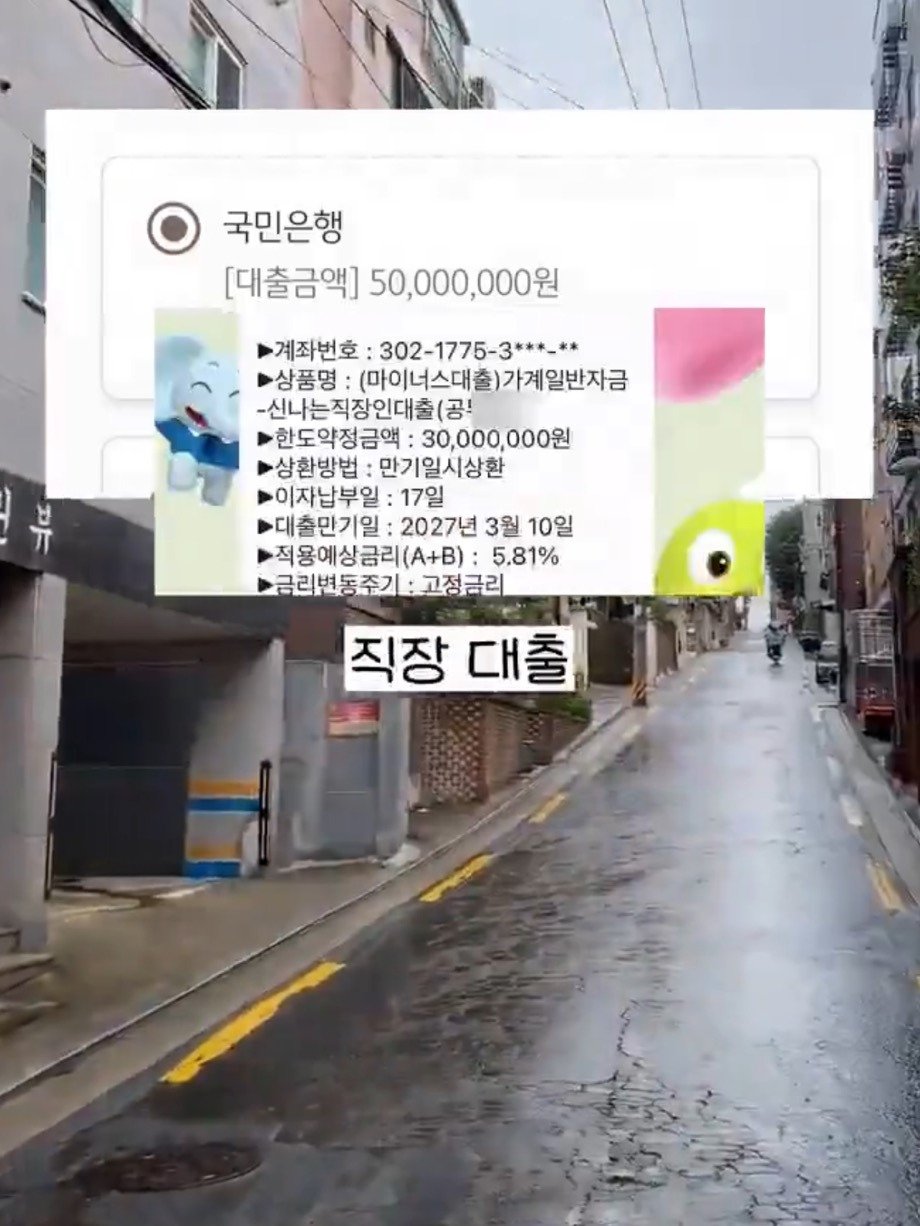 국민은행
[대출금액] 50,000,000원
▶계좌번호 : 302-1775-3***-**
▶상품명 : (마이너스대출)가계일반자금
-신나는직장인대출(공
▶한도약정금액 : 30,000,000원
▶상환방법 : 만기일시상환
▶이자납부일 : 17일
▶대출만기일 : 2027년 3월 10일
▶적용예상금리(A+B) : 5.81%
▶금리변동주기 : 고정금리
뷰
직장 대출